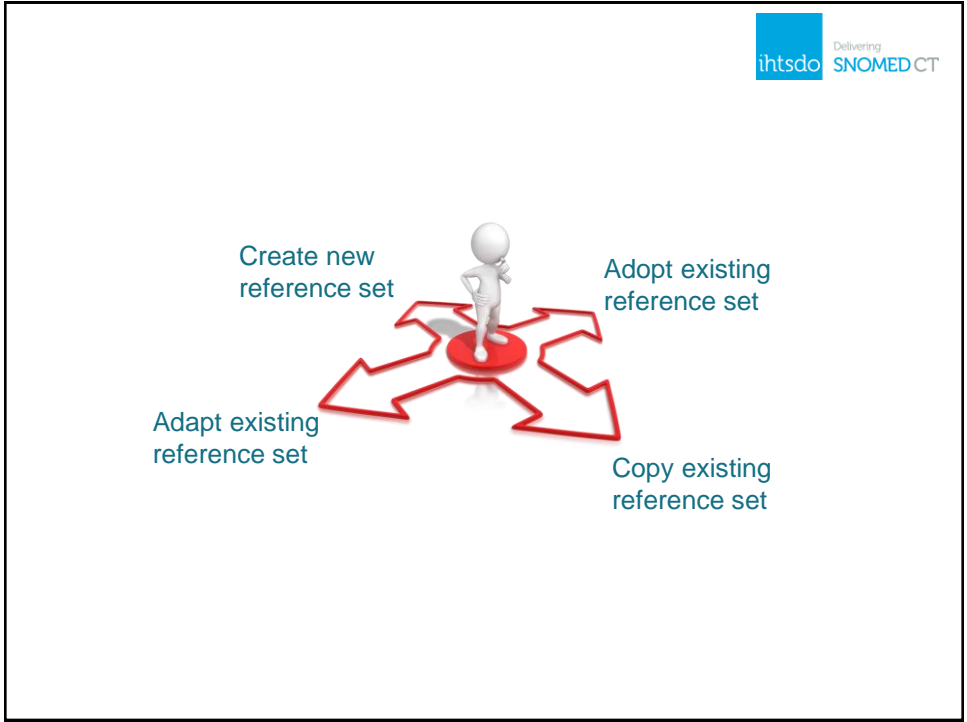 Delivering
ihtsdo SNOMED CT
Create new
reference set
Adopt existing
reference set
Adapt existing
reference set
Copy existing
reference set